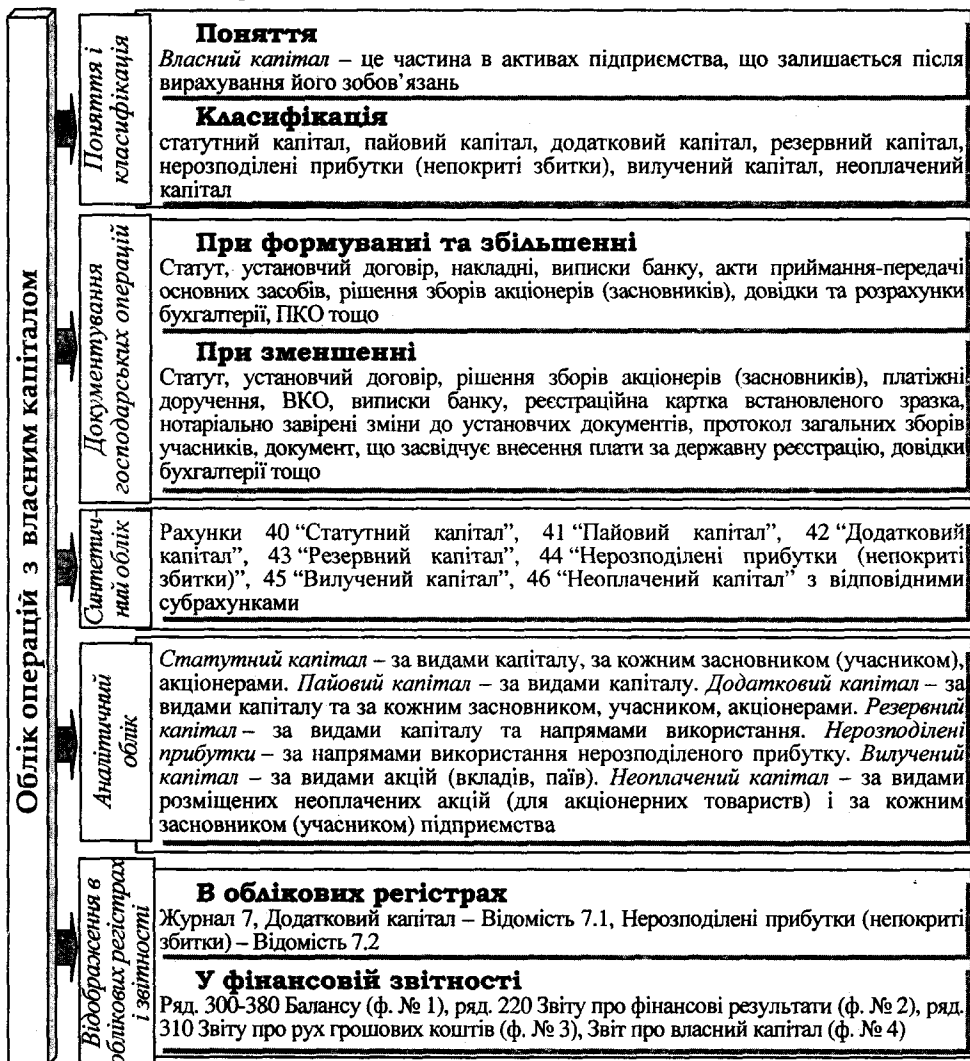 Облік операцій з власним капіталом
Поняття і
класифікація
Поняття
Власний капітал – це частина в активах підприємства, що залишається після
вирахування його зобов’язань
Класифікація
статутний капітал, пайовий капітал, додатковий капітал, резервний капітал,
нерозподілені прибутки (непокриті збитки), вилучений капітал, неоплачений
капітал
Документування
господарських операцій
При формуванні та збільшенні
Статут, установчий договір, накладні, виписки банку, акти приймання-передачі
основних засобів, рішення зборів акціонерів (засновників), довідки та розрахунки
бухгалтерії, ПКО тощо
При зменшенні
Статут, установчий договір, рішення зборів акціонерів (засновників), платіжні
доручення, ВКО, виписки банку, реєстраційна картка встановленого зразка,
нотаріально завірені зміни до установчих документів, протокол загальних зборів
учасників, документ, що засвідчує внесення плати за державну реєстрацію, довідки
бухгалтерії тощо
Синтетич-
ний облік
Рахунки 40 “Статутний капітал”, 41 “Пайовий капітал”, 42 “Додатковий
капітал”, 43 “Резервний капітал”, 44 “Нерозподілені прибутки (непокриті
збитки)”, 45 “Вилучений капітал”, 46 “Неоплачений капітал” з відповідними
субрахунками
Аналітичний
облік
Статутний капітал – за видами капіталу, за кожним засновником (учасником),
акціонерами. Пайовий капітал – за видами капіталу. Додатковий капітал – за
видами капіталу та за кожним засновником, учасником, акціонерами. Резервний
капітал – за видами капіталу та напрямами використання. Нерозподілені
прибутки – за напрямами використання нерозподіленого прибутку. Вилучений
капітал – за видами акцій (вкладів, паїв). Неоплачений капітал – за видами
розміщених неоплачених акцій (для акціонерних товариств) і за кожним
засновником (учасником) підприємства
Відображення в
облікових регістрах
і звітності
В облікових регістрах
Журнал 7, Додатковий капітал – Відомість 7.1, Нерозподілені прибутки (непокриті
збитки) – Відомість 7.2
У фінансовій звітності
Ряд. 300-380 Балансу (ф. № 1), ряд. 220 Звіту про фінансові результати (ф. № 2), ряд.
310 Звіту про рух грошових коштів (ф. № 3), Звіт про власний капітал (ф. № 4)